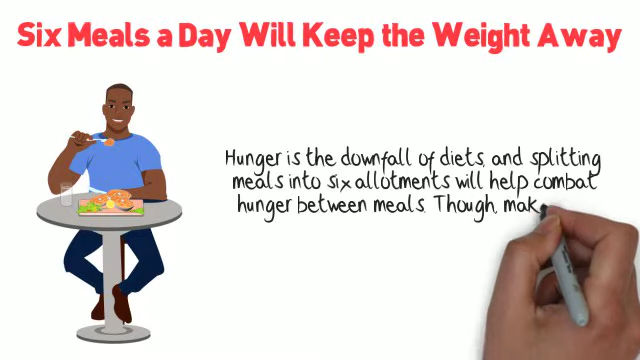 Six Meals a Day Will Keep the Weight Away
Hunger is the downfall of diets, and splitting
meals into six allotments will help combat
hunger between meals. Though, mak